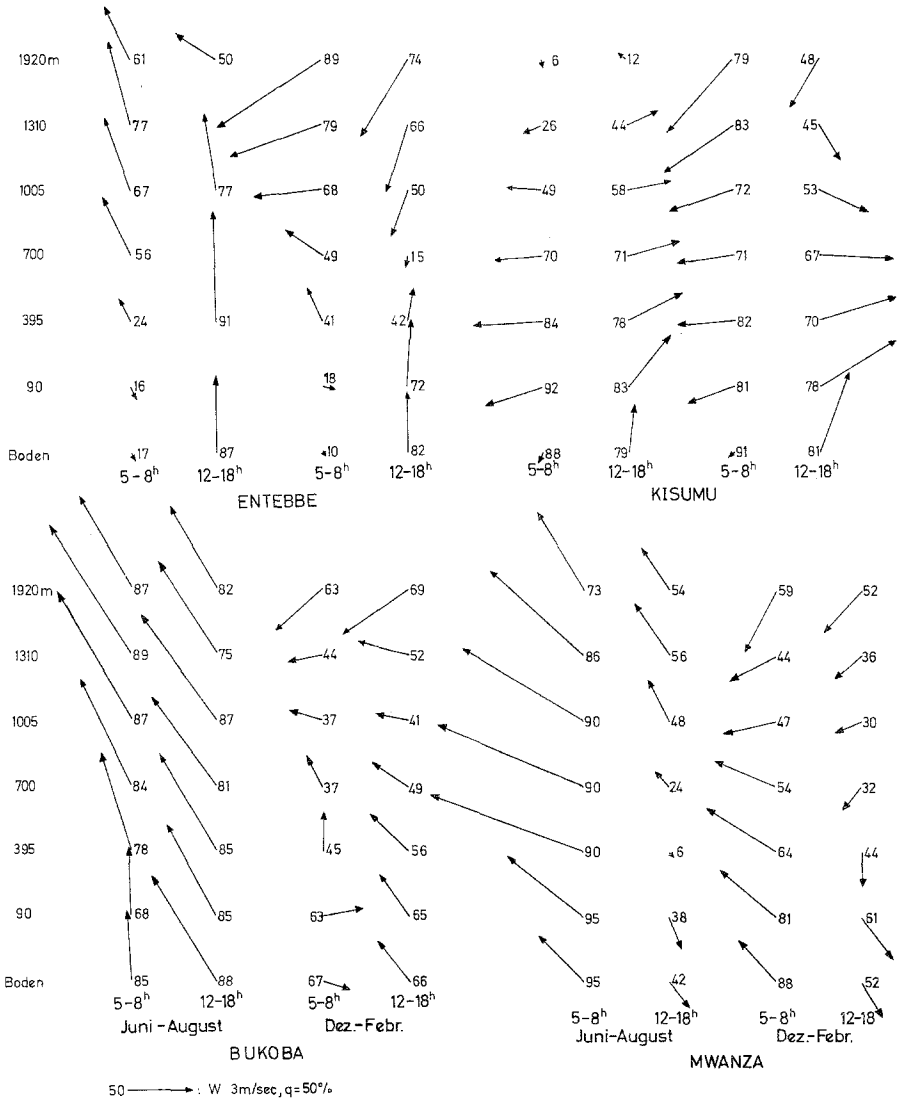 1920m 61 50 89 74 6 12 79 48
1310 77 79 66 26 44 83 45
1005 67 77 68 50 49 58 72 53
700 56 49 15 70 71 71 67
395 24 91 41 42 84 78 82 70
90 16 18 72 92 83 81 78
Boden 17 87 10 82 88 79 91 81
5-8h 12-18h 5-8h 12-18h 5-8h 12-18h 5-8h 12-18h
ENTEBBE KISUMU
1920m 87 82 63 69 73 54 59 52
1310 89 75 44 52 86 56 44 36
1005 87 87 37 41 90 48 47 30
700 84 81 37 49 90 24 54 32
395 78 85 45 56 90 6 64 44
90 68 85 63 65 95 38 81 61
Boden 85 88 67 66 95 42 88 52
5-8h 12-18h 5-8h 12-18h 5-8h 12-18h 5-8h 12-18h
Juni-August Dez.-Febr. Juni-August Dez.-Febr.
BUKOBA MWANZA
50 : W 3m/sec, q=50%